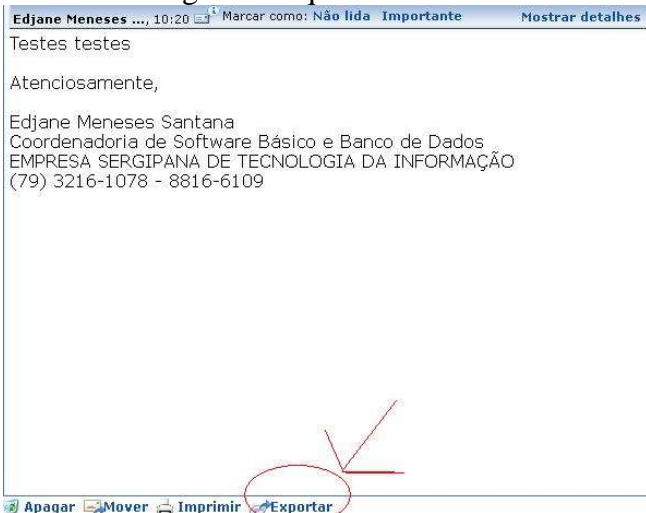 Edjane Meneses ..., 10:20 Marcar como: Não lida Importante Mostrar detalhes
Testes testes
Atenciosamente,
Edjane Meneses Santana
Coordenadoria de Software Básico e Banco de Dados
EMPRESA SERGIPANA DE TECNOLOGIA DA INFORMAÇÃO
(79) 3216-1078 - 8816-6109
Apagar Mover Imprimir Exportar